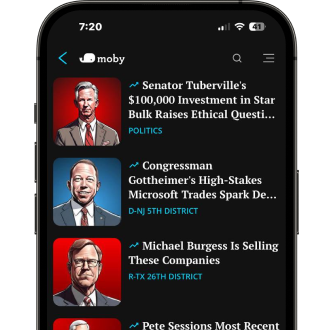 7:20
41
moby
Senator Tuberville's
$100,000 Investment in Star
Bulk Raises Ethical Questi...
POLITICS
Congressman
Gottheimer's High-Stakes
Microsoft Trades Spark De...
D-NJ 5TH DISTRICT
Michael Burgess Is Selling
These Companies
R-TX 26TH DISTRICT
Pete Sessions Most Recent